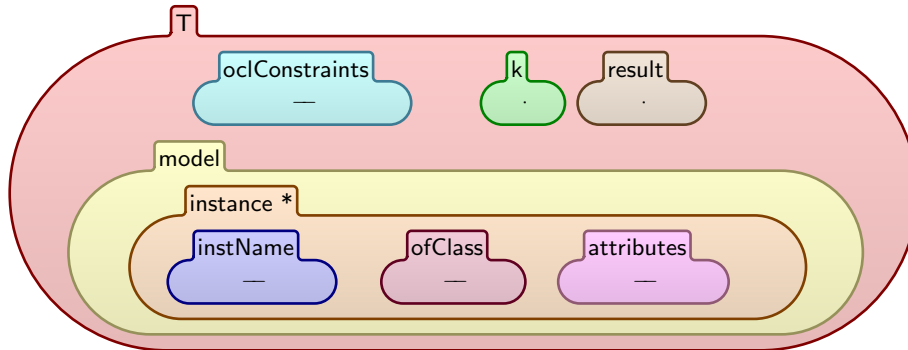 T
oclConstraints k result
— · ·
model
instance *
instName ofClass attributes
— — —